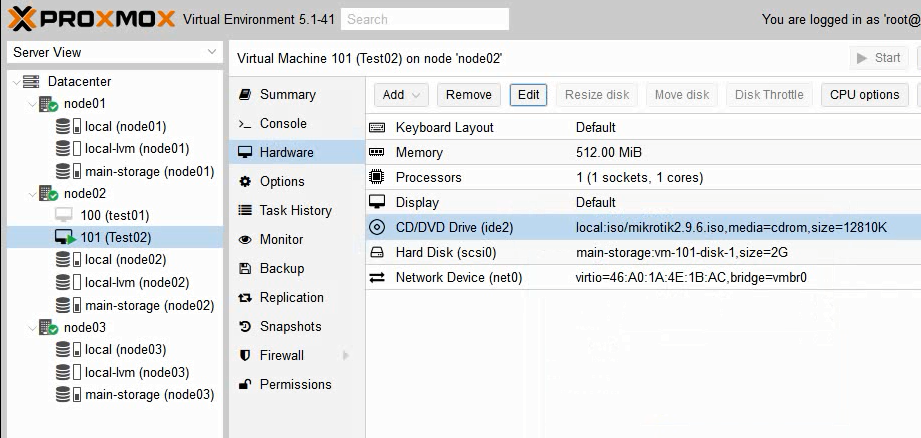 PROXMOX Virtual Environment 5.1-41 Search You are logged in as 'root@
Server View
Datacenter
node01
local (node01)
local-lvm (node01)
main-storage (node01)
node02
100 (test01)
101 (Test02)
local (node02)
local-lvm (node02)
main-storage (node02)
node03
local (node03)
local-lvm (node03)
main-storage (node03)
Virtual Machine 101 (Test02) on node 'node02' Start
Summary
Console
Hardware
Options
Task History
Monitor
Backup
Replication
Snapshots
Firewall
Permissions
Add Remove Edit Resize disk Move disk Disk Throttle CPU options
Keyboard Layout Default
Memory 512.00 MiB
Processors 1 (1 sockets, 1 cores)
Display Default
CD/DVD Drive (ide2) local:iso/mikrotik2.9.6.iso,media=cdrom,size=12810K
Hard Disk (scsi0) main-storage:vm-101-disk-1,size=2G
Network Device (net0) virtio=46:A0:1A:4E:1B:AC,bridge=vmbr0